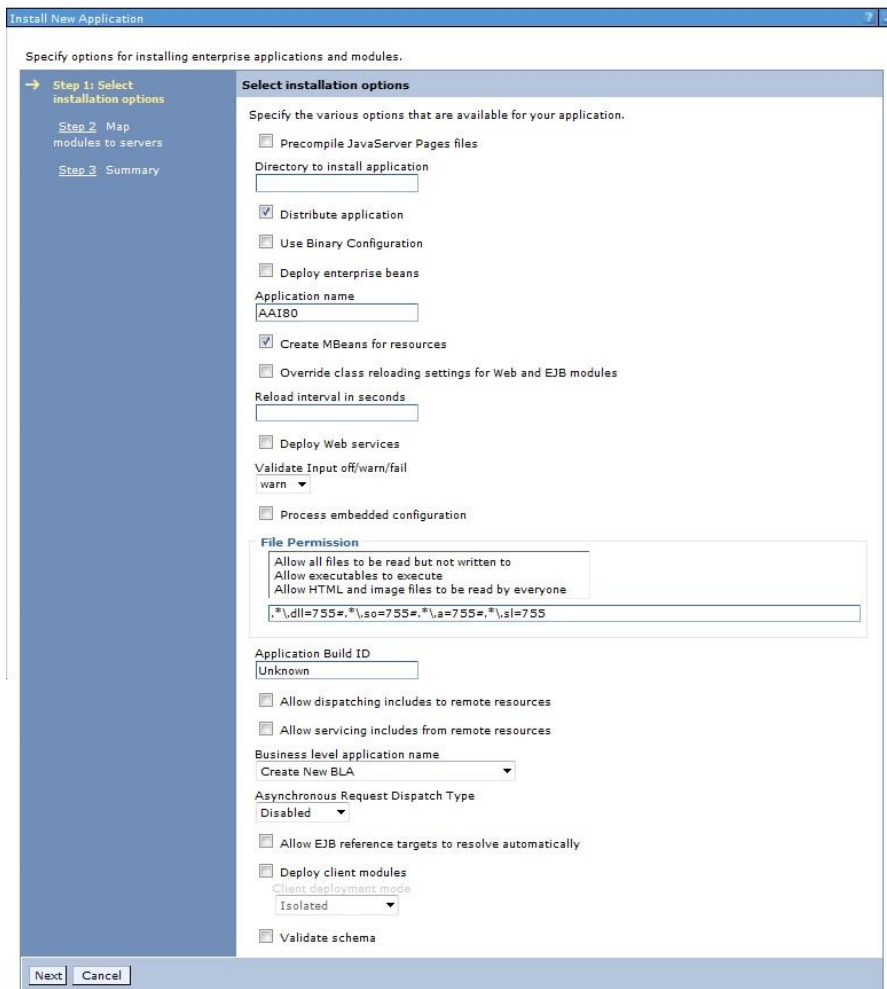 Install New Application
?
Specify options for installing enterprise applications and modules.
Step 1: Select
installation options
Step 2 Map
modules to servers
Step 3 Summary
Select installation options
Specify the various options that are available for your application.
Precompile JavaServer Pages files
Directory to install application
Distribute application
Use Binary Configuration
Deploy enterprise beans
Application name
AAI80
Create MBeans for resources
Override class reloading settings for Web and EJB modules
Reload interval in seconds
Deploy Web services
Validate Input off/warn/fail
warn
Process embedded configuration
File Permission
Allow all files to be read but not written to
Allow executables to execute
Allow HTML and image files to be read by everyone
.*\.dll=755#.*\.so=755#.*\.a=755#.*\.sl=755
Application Build ID
Unknown
Allow dispatching includes to remote resources
Allow servicing includes from remote resources
Business level application name
Create New BLA
Asynchronous Request Dispatch Type
Disabled
Allow EJB reference targets to resolve automatically
Deploy client modules
Client deployment mode
Isolated
Validate schema
Next Cancel